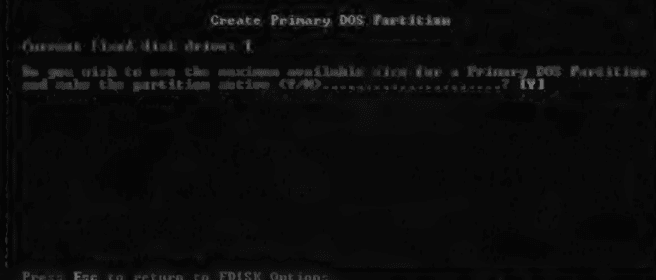 Create Primary DOS Partition
Current fixed disk drive: 1
Do you wish to use the maximum available size for a Primary DOS Partition
and make the partition active (Y/N).....................? [Y]
Press Esc to return to FDISK Options